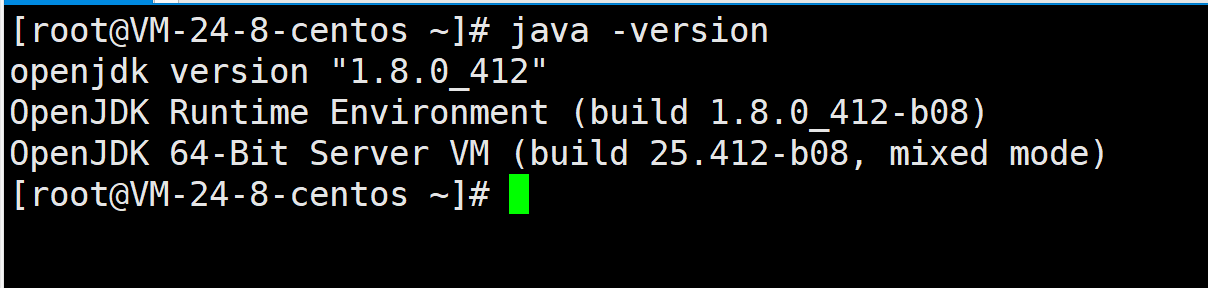 [root@VM-24-8-centos ~]# java -version
openjdk version "1.8.0_412"
OpenJDK Runtime Environment (build 1.8.0_412-b08)
OpenJDK 64-Bit Server VM (build 25.412-b08, mixed mode)
[root@VM-24-8-centos ~]#